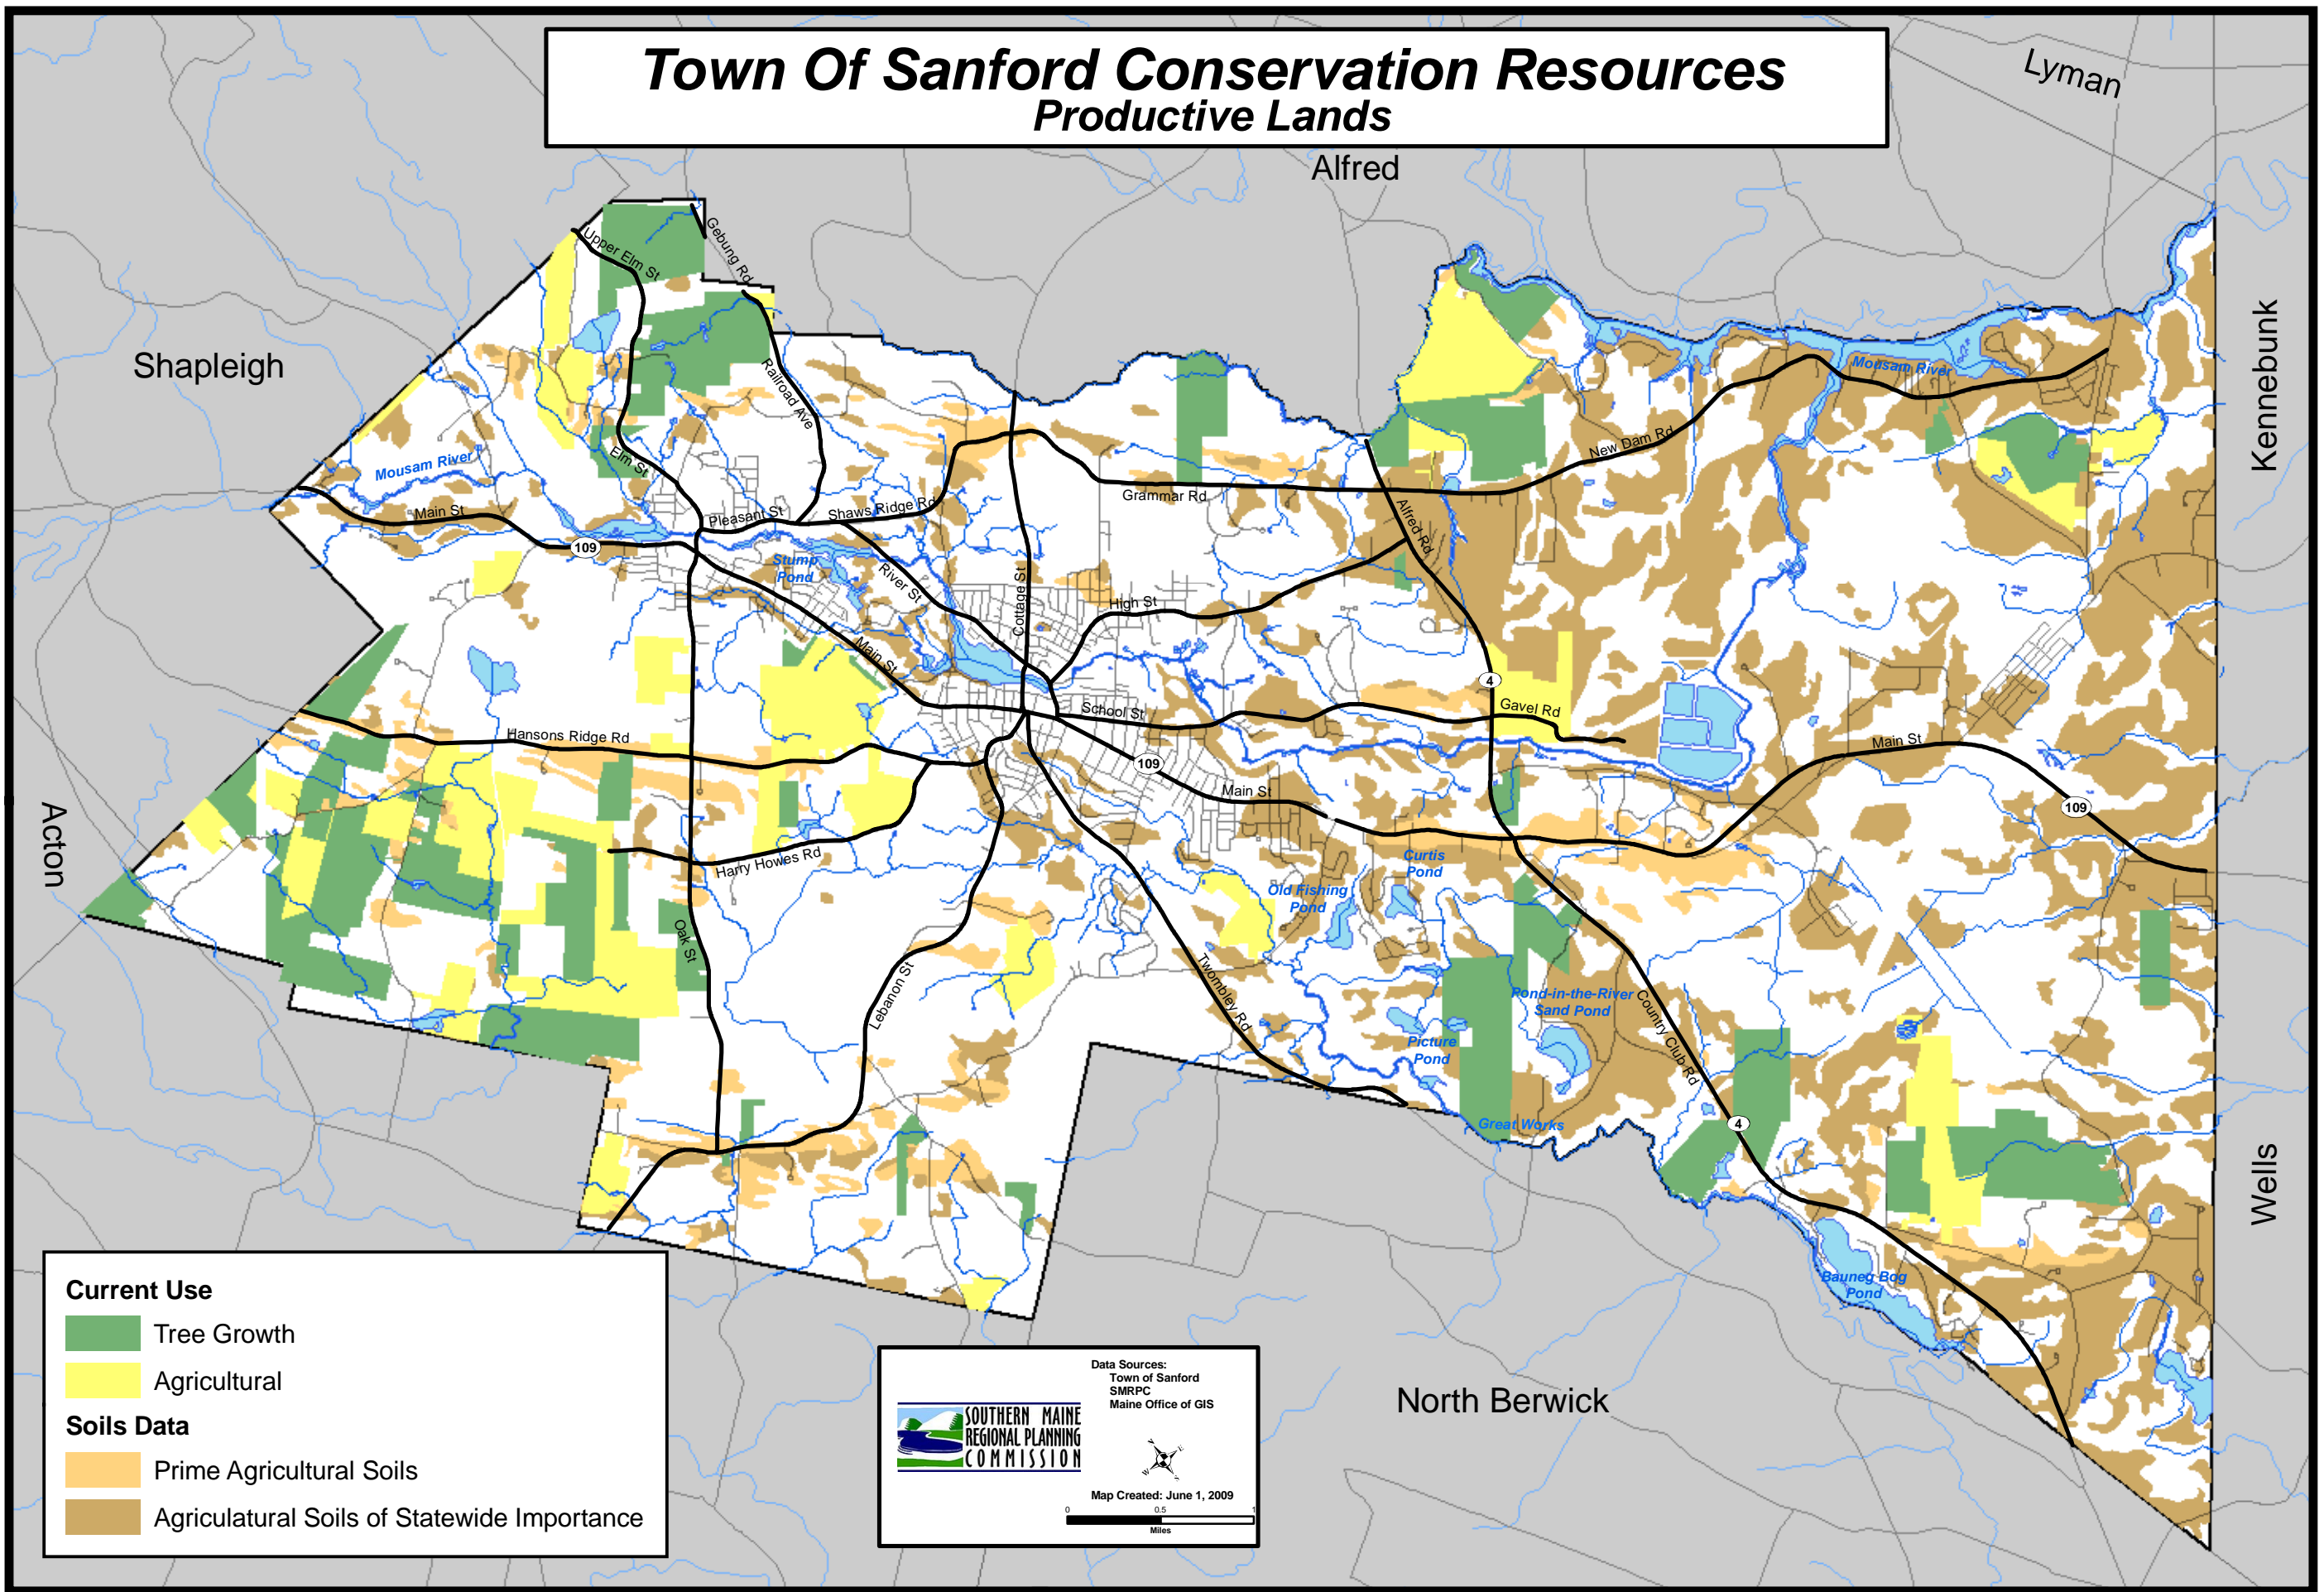 Town Of Sanford Conservation Resources
Productive Lands
Lyman
Alfred
Shapleigh
Kennebunk
Acton
Wells
North Berwick
Upper Elm St
Gebung Rd
Railroad Ave
Elm St
Mousam River
Main St
109
Pleasant St
Shaws Ridge Rd
Stump
Pond
River St
Cottage St
Grammar Rd
High St
Alfred Rd
New Dam Rd
Mousam River
Main St
School St
4
Gavel Rd
Hansons Ridge Rd
109
Main St
Main St
109
Harry Howes Rd
Oak St
Lebanon St
Twombley Rd
Curtis
Pond
Old Fishing
Pond
Pond-in-the-River
Sand Pond
Picture
Pond
Country Club Rd
Great Works
4
Bauneg Bog
Pond
Current Use
Tree Growth
Agricultural
Soils Data
Prime Agricultural Soils
Agriculatural Soils of Statewide Importance
SOUTHERN MAINE
REGIONAL PLANNING
COMMISSION
Data Sources:
Town of Sanford
SMRPC
Maine Office of GIS
N
E
W
S
Map Created: June 1, 2009
0 0.5 1
Miles